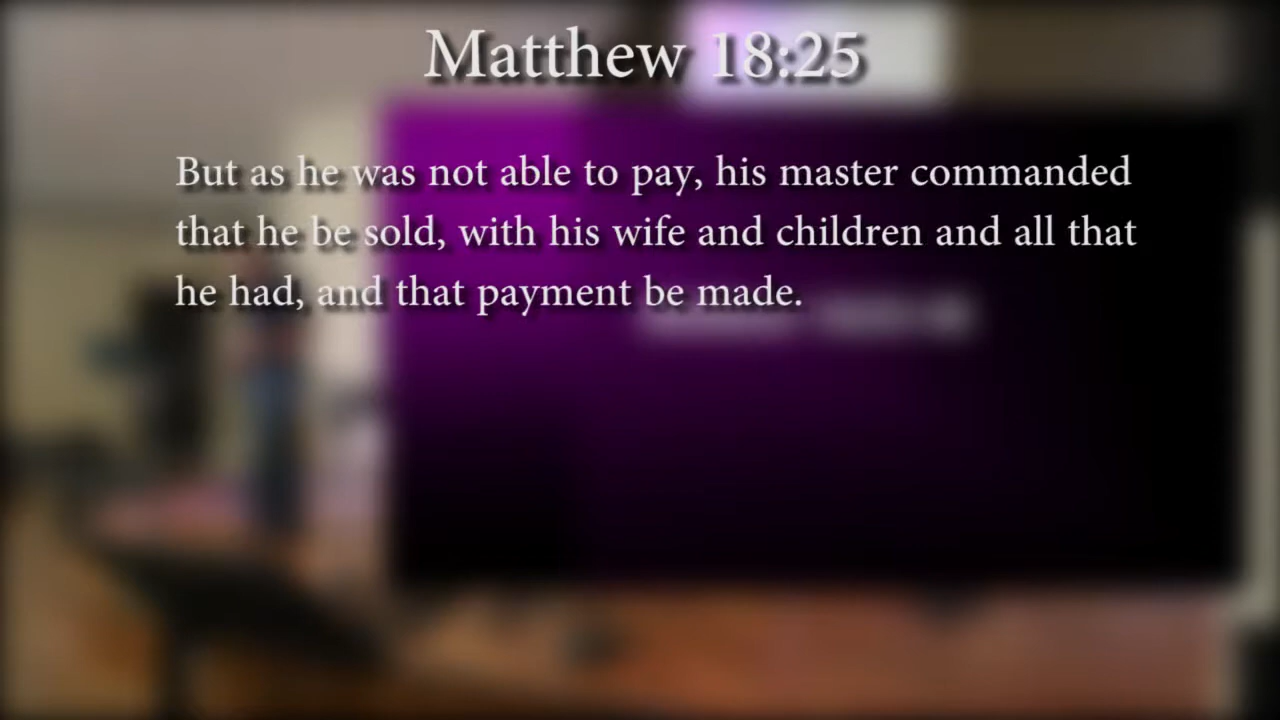 Matthew 18:25
But as he was not able to pay, his master commanded
that he be sold, with his wife and children and all that
he had, and that payment be made.